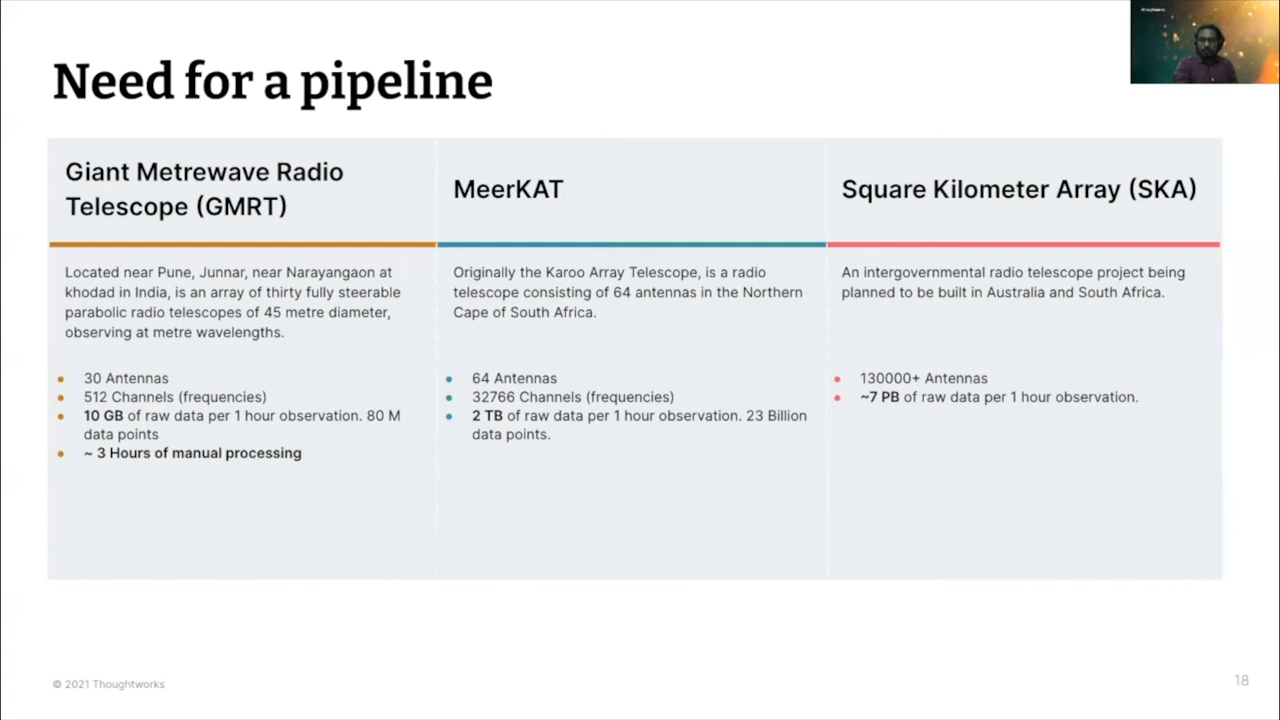 Need for a pipeline
Giant Metrewave Radio
Telescope (GMRT)
Located near Pune, Junnar, near Narayangaon at
khodad in India, is an array of thirty fully steerable
parabolic radio telescopes of 45 metre diameter,
observing at metre wavelengths.
30 Antennas
512 Channels (frequencies)
10 GB of raw data per 1 hour observation. 80 M
data points
~ 3 Hours of manual processing
MeerKAT
Originally the Karoo Array Telescope, is a radio
telescope consisting of 64 antennas in the Northern
Cape of South Africa.
64 Antennas
32766 Channels (frequencies)
2 TB of raw data per 1 hour observation. 23 Billion
data points.
Square Kilometer Array (SKA)
An intergovernmental radio telescope project being
planned to be built in Australia and South Africa.
130000+ Antennas
~7 PB of raw data per 1 hour observation.
© 2021 Thoughtworks
18